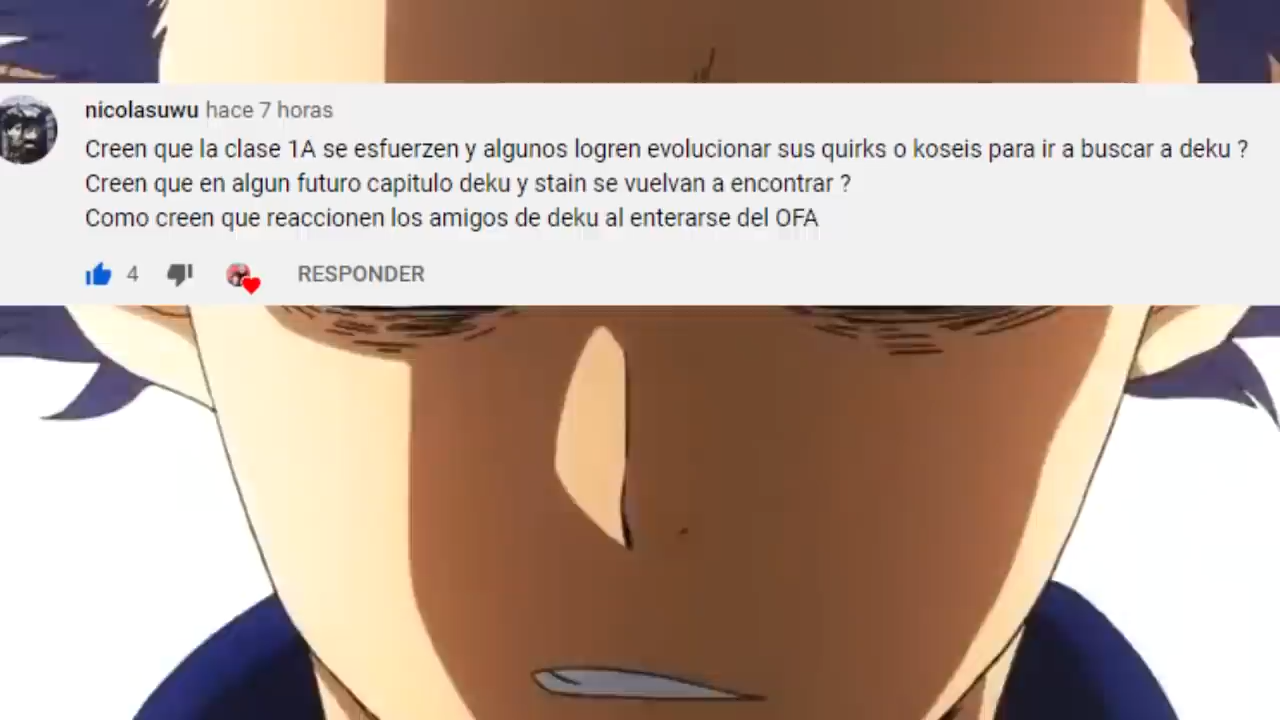 nicolasuwu hace 7 horas
Creen que la clase 1A se esfuerzen y algunos logren evolucionar sus quirks o koseis para ir a buscar a deku ?
Creen que en algun futuro capitulo deku y stain se vuelvan a encontrar ?
Como creen que reaccionen los amigos de deku al enterarse del OFA
4 RESPONDER